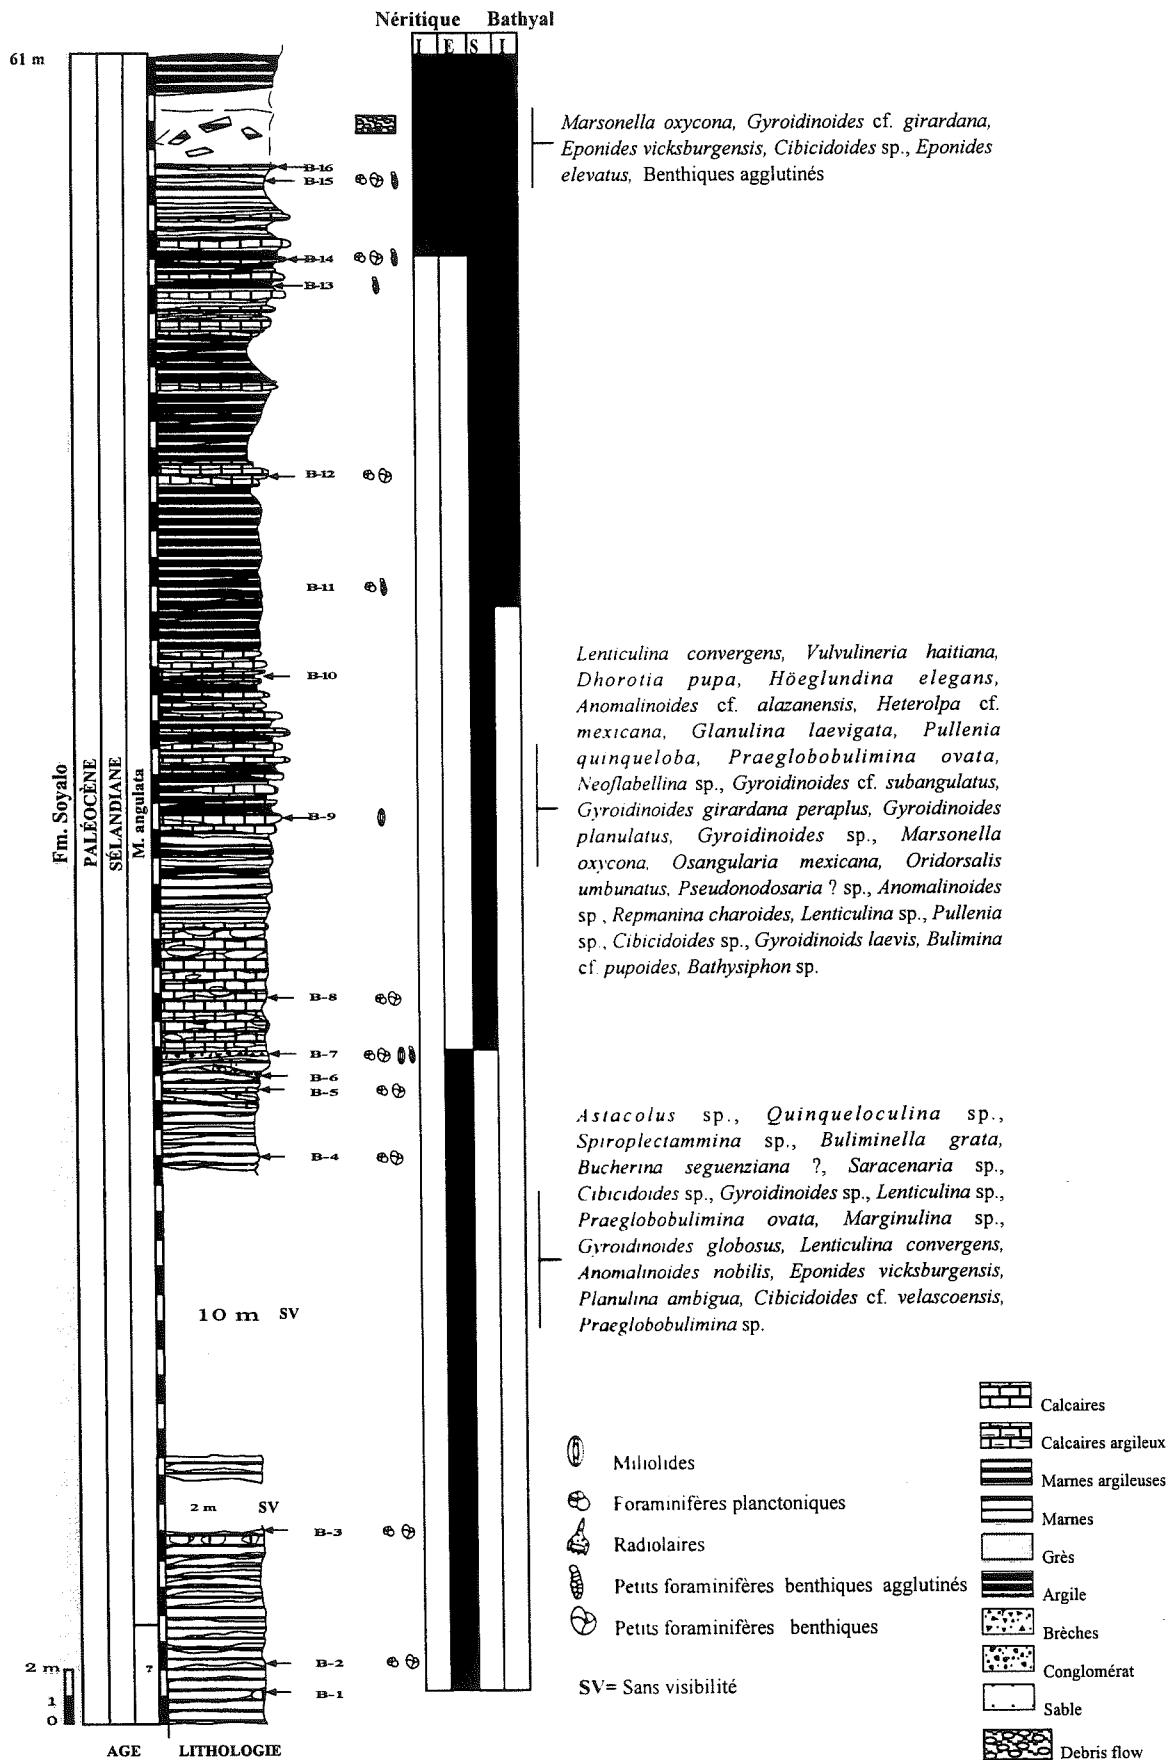 Néritique Bathyal
I E S I
61 m
Marsonella oxycona, Gyroidinoides cf. girardana,
Eponides vicksburgensis, Cibicidoides sp., Eponides
elevatus, Benthiques agglutinés
B-16
B-15
B-14
B-13
B-12
B-11
B-10
B-9
B-8
B-7
B-6
B-5
B-4
B-3
B-2
B-1
Fm. Soyalo
PALÉOCÈNE
SÉLANDIANE
M. angulata
Lenticulina convergens, Vulvulineria haitiana,
Dhorotia pupa, Höeglundina elegans,
Anomalinoides cf. alazanensis, Heterolpa cf.
mexicana, Glanulina laevigata, Pullenia
quinqueloba, Praeglobobulimina ovata,
Neoflabellina sp., Gyroidinoides cf. subangulatus,
Gyroidinoides girardana peraplus, Gyroidinoides
planulatus, Gyroidinoides sp., Marsonella
oxycona, Osangularia mexicana, Oridorsalis
umbunatus, Pseudonodosaria ? sp., Anomalinoides
sp., Repmanina charoides, Lenticulina sp., Pullenia
sp., Cibicidoides sp., Gyroidinoids laevis, Bulimina
cf. pupoides, Bathysiphon sp.
Astacolus sp., Quinqueloculina sp.,
Spiroplectammina sp., Buliminella grata,
Bucherina seguenziana ?, Saracenaria sp.,
Cibicidoides sp., Gyroidinoides sp., Lenticulina sp.,
Praeglobobulimina ovata, Marginulina sp.,
Gyroidinoides globosus, Lenticulina convergens,
Anomalinoides nobilis, Eponides vicksburgensis,
Planulina ambigua, Cibicidoides cf. velascoensis,
Praeglobobulimina sp.
10 m SV
2 m SV
?
2 m
1
0
AGE LITHOLOGIE
Miliolides
Foraminifères planctoniques
Radiolaires
Petits foraminifères benthiques agglutinés
Petits foraminifères benthiques
SV= Sans visibilité
Calcaires
Calcaires argileux
Marnes argileuses
Marnes
Grès
Argile
Brèches
Conglomérat
Sable
Debris flow